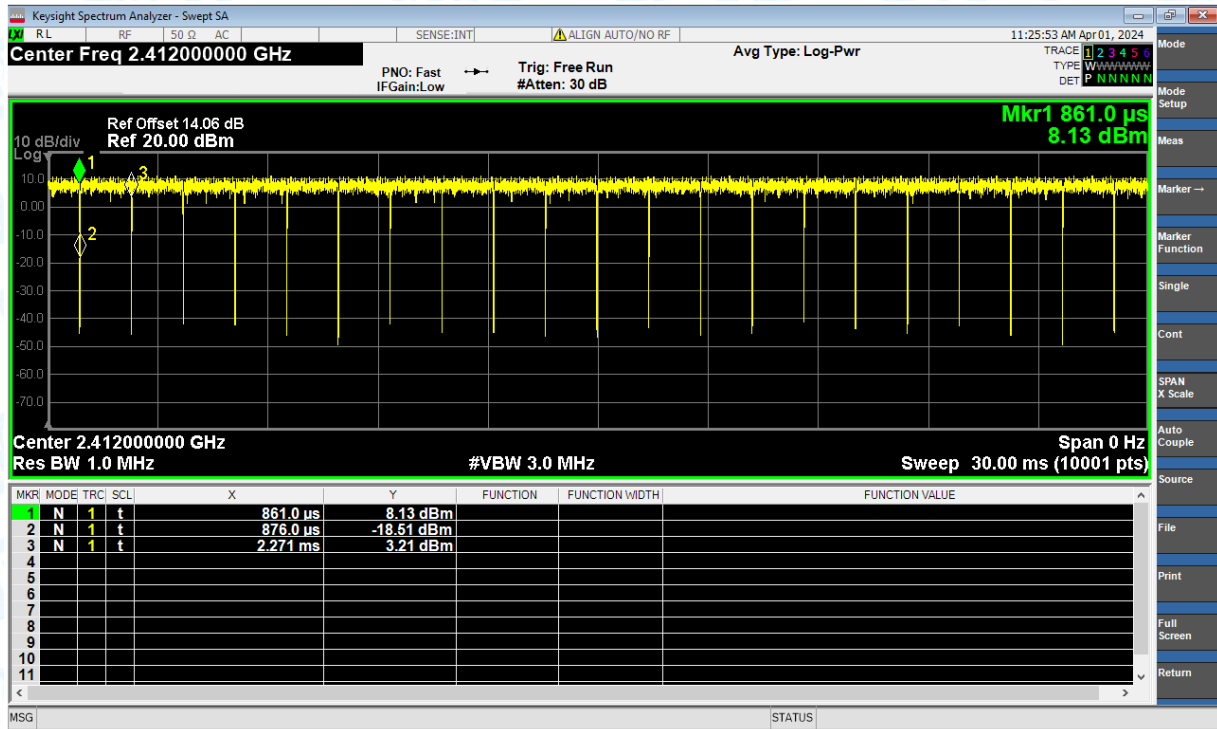 Keysight Spectrum Analyzer - Swept SA
LXI RL RF 50 Ω AC SENSE:INT ALIGN AUTO/NO RF 11:25:53 AM Apr 01, 2024
Center Freq 2.412000000 GHz
PNO: Fast
IFGain:Low
Trig: Free Run
#Atten: 30 dB
Avg Type: Log-Pwr
TRACE 1 2 3 4 5 6
TYPE WWWWWW
DET P N N N N N
Mkr1 861.0 µs
8.13 dBm
Ref Offset 14.06 dB
10 dB/div Ref 20.00 dBm
Log
1
3
2
10.0
0.00
-10.0
-20.0
-30.0
-40.0
-50.0
-60.0
-70.0
Center 2.412000000 GHz Span 0 Hz
Res BW 1.0 MHz #VBW 3.0 MHz Sweep 30.00 ms (10001 pts)
MKR MODE TRC SCL X Y FUNCTION FUNCTION WIDTH FUNCTION VALUE
1 N 1 t 861.0 µs 8.13 dBm
2 N 1 t 876.0 µs -18.51 dBm
3 N 1 t 2.271 ms 3.21 dBm
4
5
6
7
8
9
10
11
MSG STATUS
Mode
Mode
Setup
Meas
Marker →
Marker
Function
Single
Cont
SPAN
X Scale
Auto
Couple
Source
File
Print
Full
Screen
Return